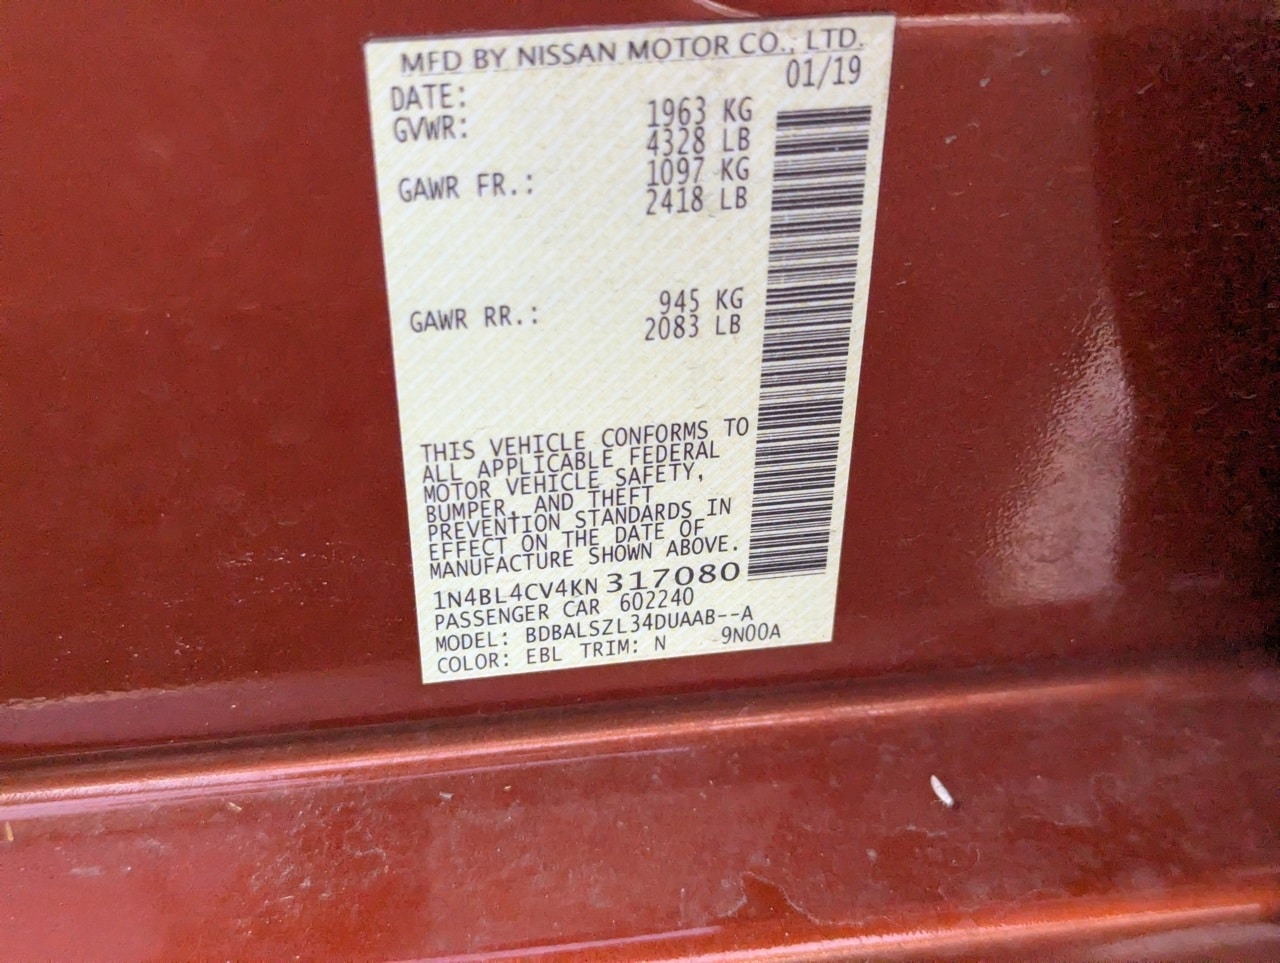 MFD BY NISSAN MOTOR CO., LTD.
DATE: 01/19
GVWR: 1963 KG
4328 LB
GAWR FR.: 1097 KG
2418 LB
GAWR RR.: 945 KG
2083 LB
THIS VEHICLE CONFORMS TO
ALL APPLICABLE FEDERAL
MOTOR VEHICLE SAFETY,
BUMPER, AND THEFT
PREVENTION STANDARDS IN
EFFECT ON THE DATE OF
MANUFACTURE SHOWN ABOVE.
1N4BL4CV4KN 317080
PASSENGER CAR 602240
MODEL: BDBALSZL34DUAAB--A
COLOR: EBL TRIM: N 9N00A